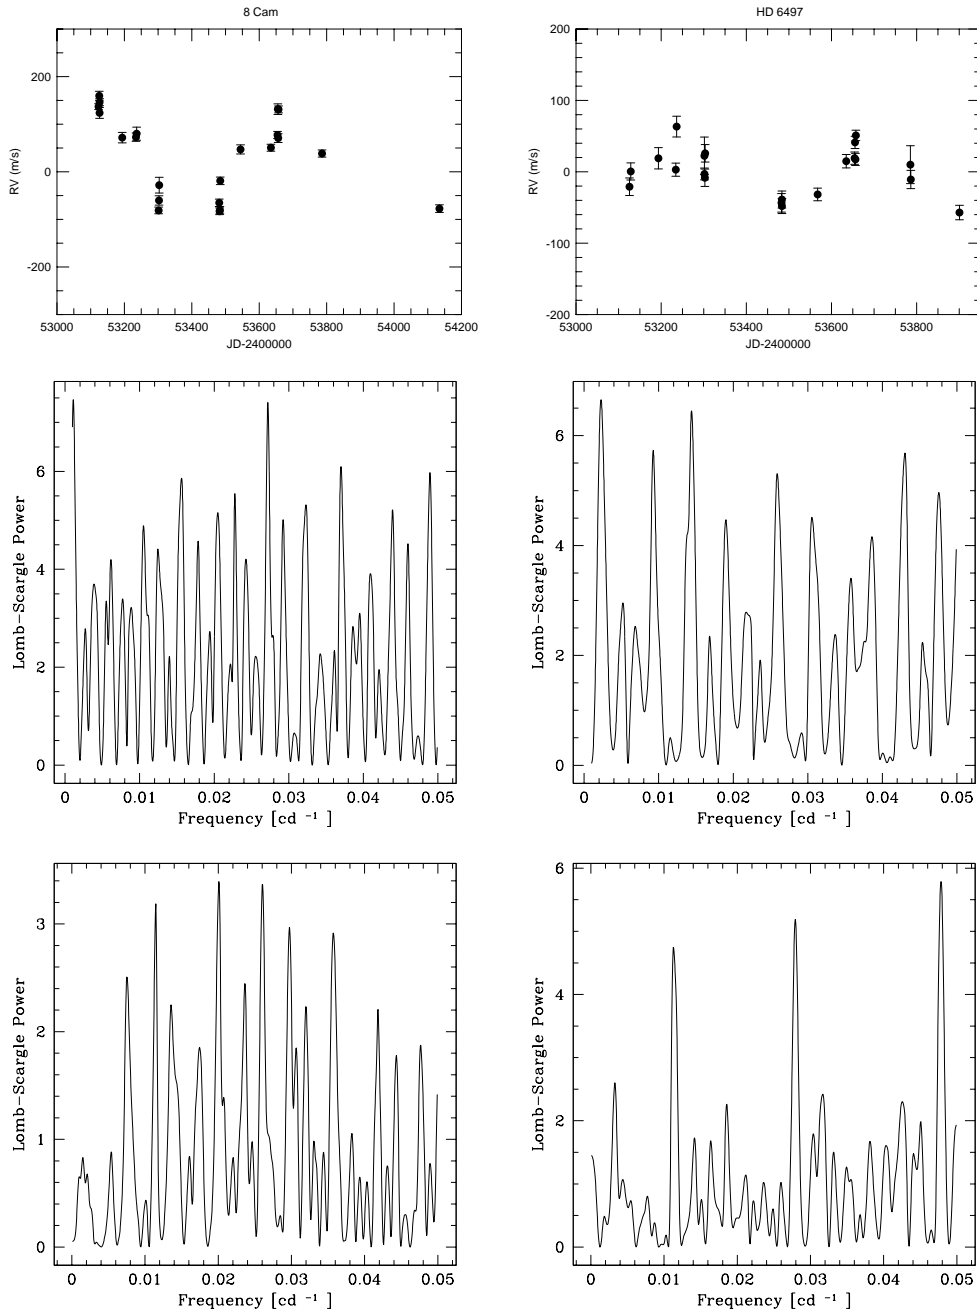 8 Cam
HD 6497
200
0
-200
RV (m/s)
53000 53200 53400 53600 53800 54000 54200
JD-2400000
200
100
0
-100
-200
RV (m/s)
53000 53200 53400 53600 53800
JD-2400000
6
4
2
0
Lomb-Scargle Power
0 0.01 0.02 0.03 0.04 0.05
Frequency [cd -1 ]
6
4
2
0
Lomb-Scargle Power
0 0.01 0.02 0.03 0.04 0.05
Frequency [cd -1 ]
3
2
1
0
Lomb-Scargle Power
0 0.01 0.02 0.03 0.04 0.05
Frequency [cd -1 ]
6
4
2
0
Lomb-Scargle Power
0 0.01 0.02 0.03 0.04 0.05
Frequency [cd -1 ]